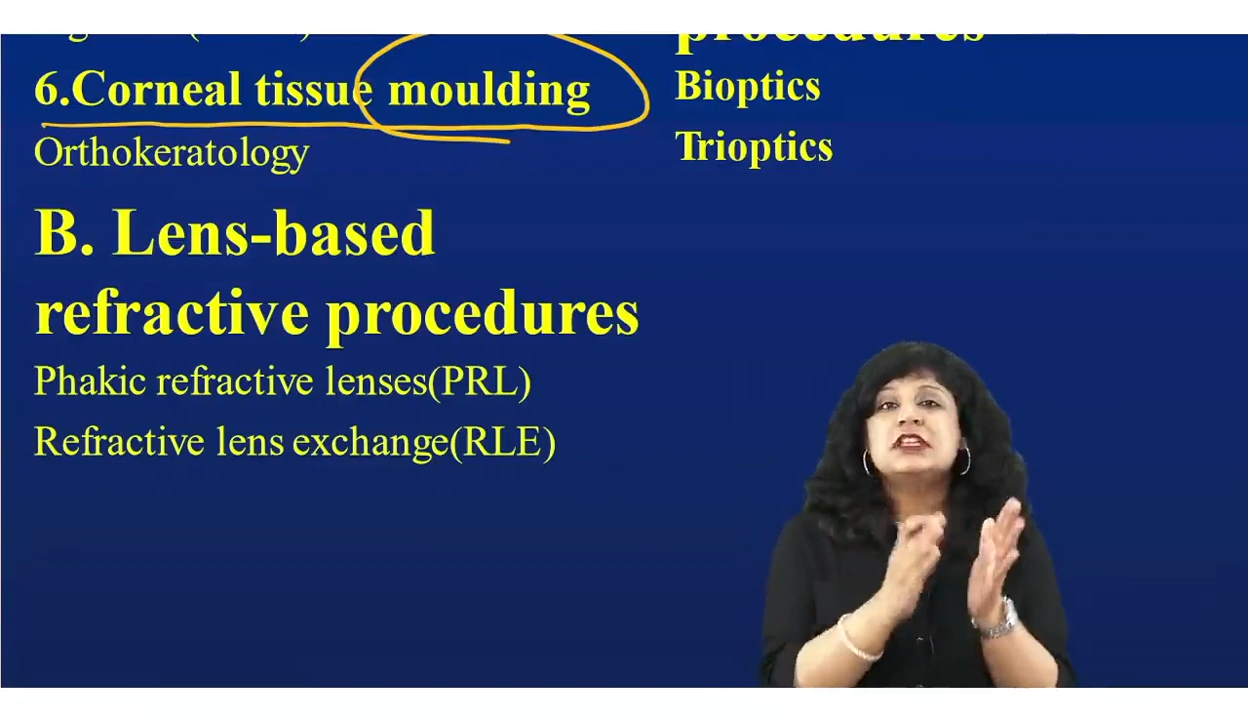 6.Corneal tissue moulding
Orthokeratology
B. Lens-based
refractive procedures
Phakic refractive lenses(PRL)
Refractive lens exchange(RLE)
procedures
Bioptics
Trioptics